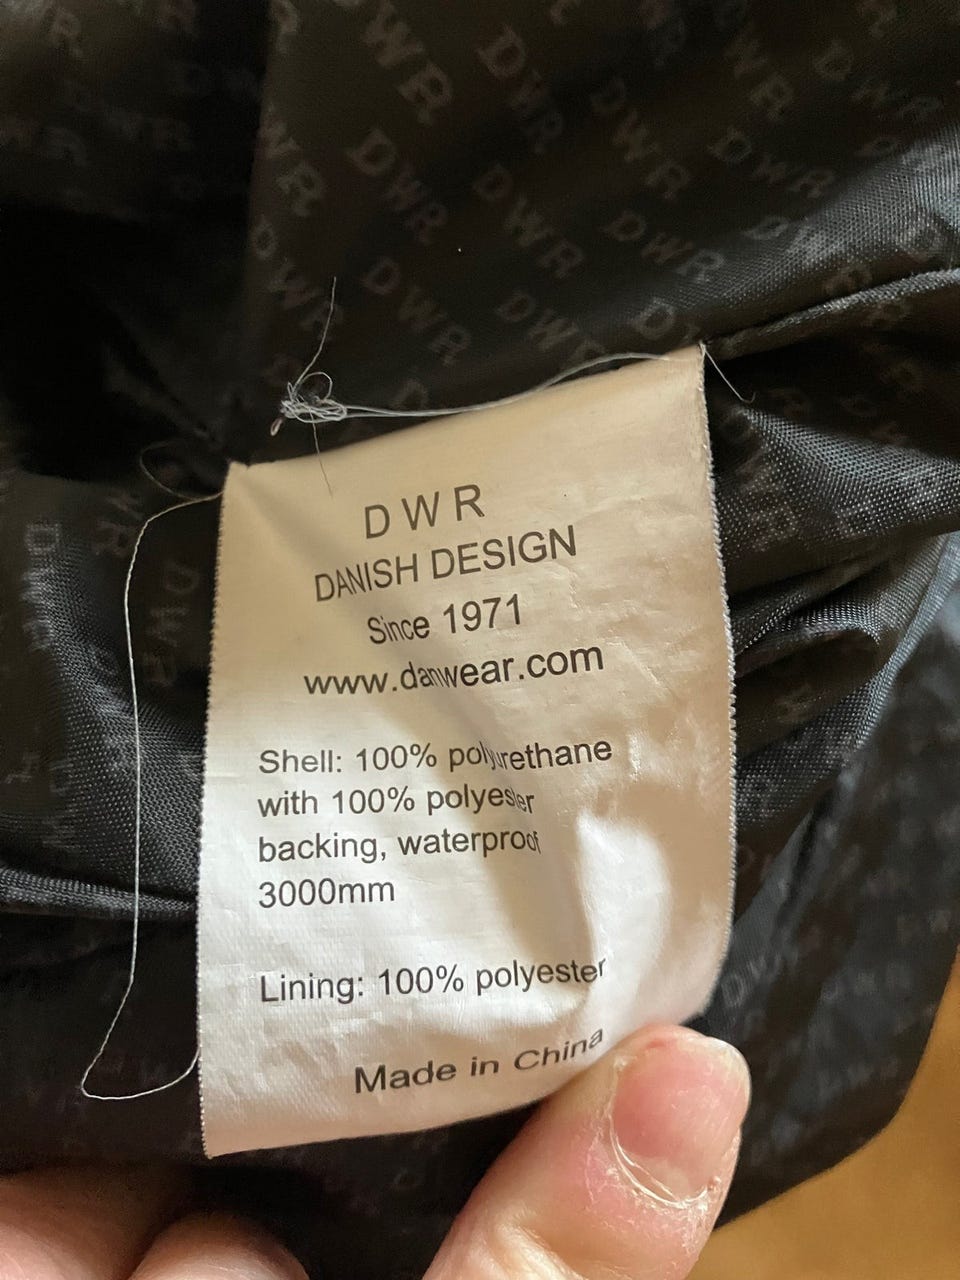 DWR
DANISH DESIGN
Since 1971
www.danwear.com
Shell: 100% polyurethane
with 100% polyester
backing, waterproof
3000mm
Lining: 100% polyester
Made in China